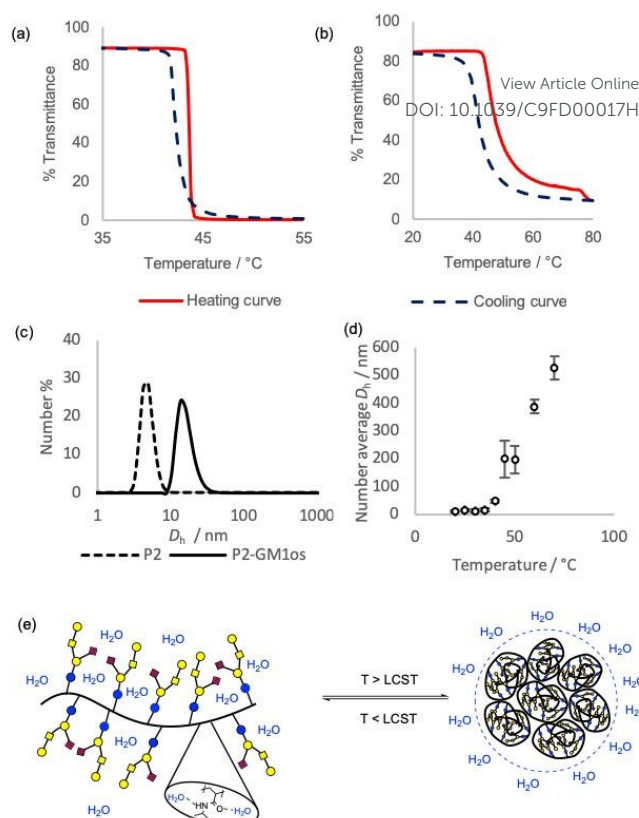 (a)
100
80
60
40
20
0
% Transmittance
35
45
55
Temperature / °C
(b)
100
80
60
40
20
0
% Transmittance
20
40
60
80
Temperature / °C
View Article Online
DOI: 10.1039/C9FD00017H
Heating curve
Cooling curve
(c)
40
30
20
10
0
Number %
1
10
100
1000
Dh / nm
P2
P2-GM1os
(d)
600
500
400
300
200
100
0
Number average Dh / nm
0
50
100
Temperature / °C
(e)
H2O
H2O
H2O
H2O
H2O
H2O
H2O
H2O
H2O
HN
O
H2O
T > LCST
T < LCST
H2O
H2O
H2O
H2O
H2O
H2O
H2O
H2O
H2O
H2O
H2O
H2O